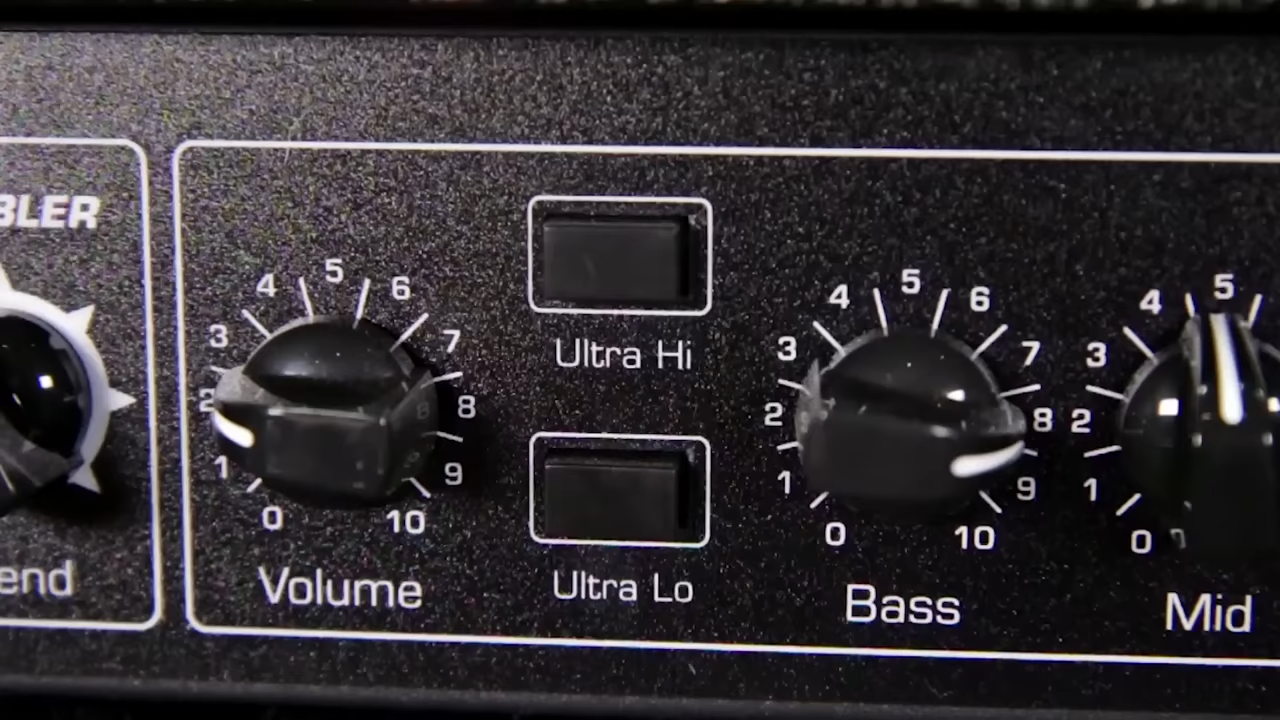 BLER
end
4 5 6
3 7
2 8
1 9
0 10
Volume
Ultra Hi
Ultra Lo
4 5 6
3 7
2 8
1 9
0 10
Bass
4 5
3
2
1
0
Mid